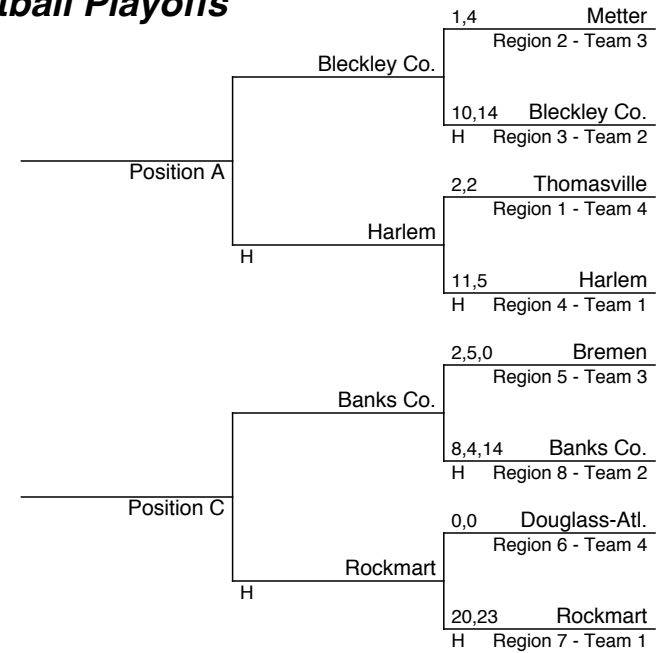 Playoffs
1,4 Metter
Region 2 - Team 3
Bleckley Co.
10,14 Bleckley Co.
H Region 3 - Team 2
Position A
2,2 Thomasville
Region 1 - Team 4
Harlem
H
11,5 Harlem
H Region 4 - Team 1
2,5,0 Bremen
Region 5 - Team 3
Banks Co.
8,4,14 Banks Co.
H Region 8 - Team 2
Position C
0,0 Douglass-Atl.
Region 6 - Team 4
Rockmart
H
20,23 Rockmart
H Region 7 - Team 1